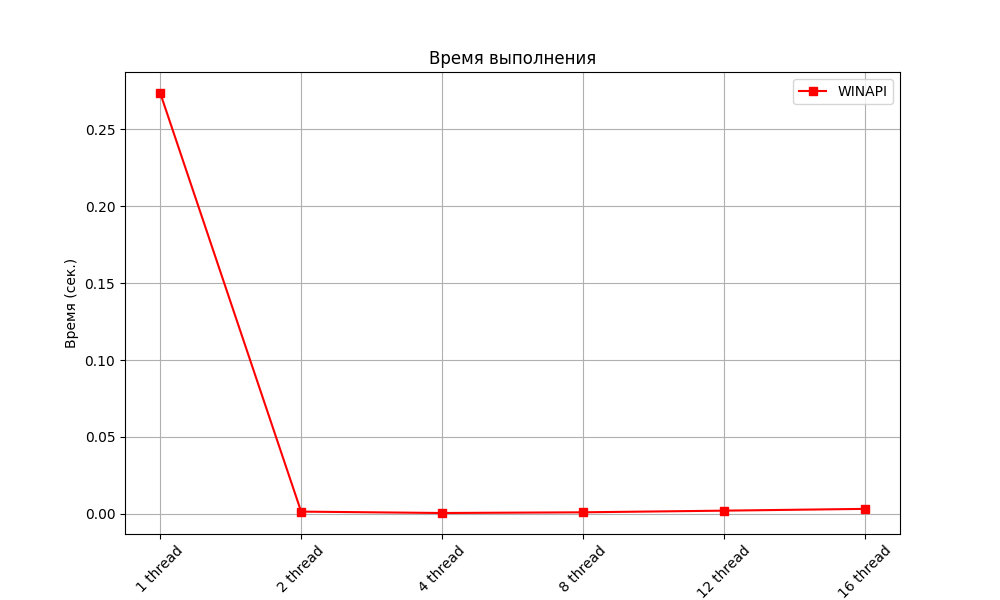 Время выполнения
WINAPI
Время (сек.)
0.25
0.20
0.15
0.10
0.05
0.00
1 thread
2 thread
4 thread
8 thread
12 thread
16 thread